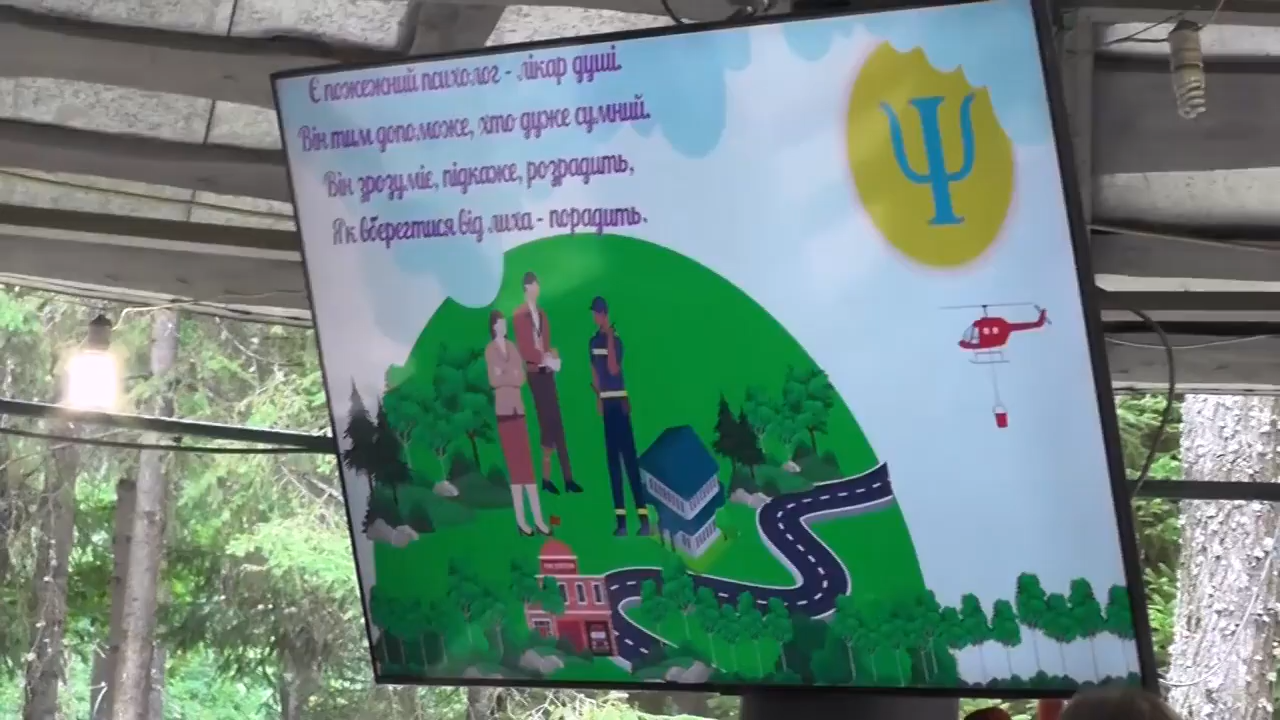 Є пожежний психолог - лікар душі.
Він тим допоможе, хто дуже сумний.
Він зрозуміє, підкаже, розрадить,
Як вберегтися від лиха - порадить.
Ψ